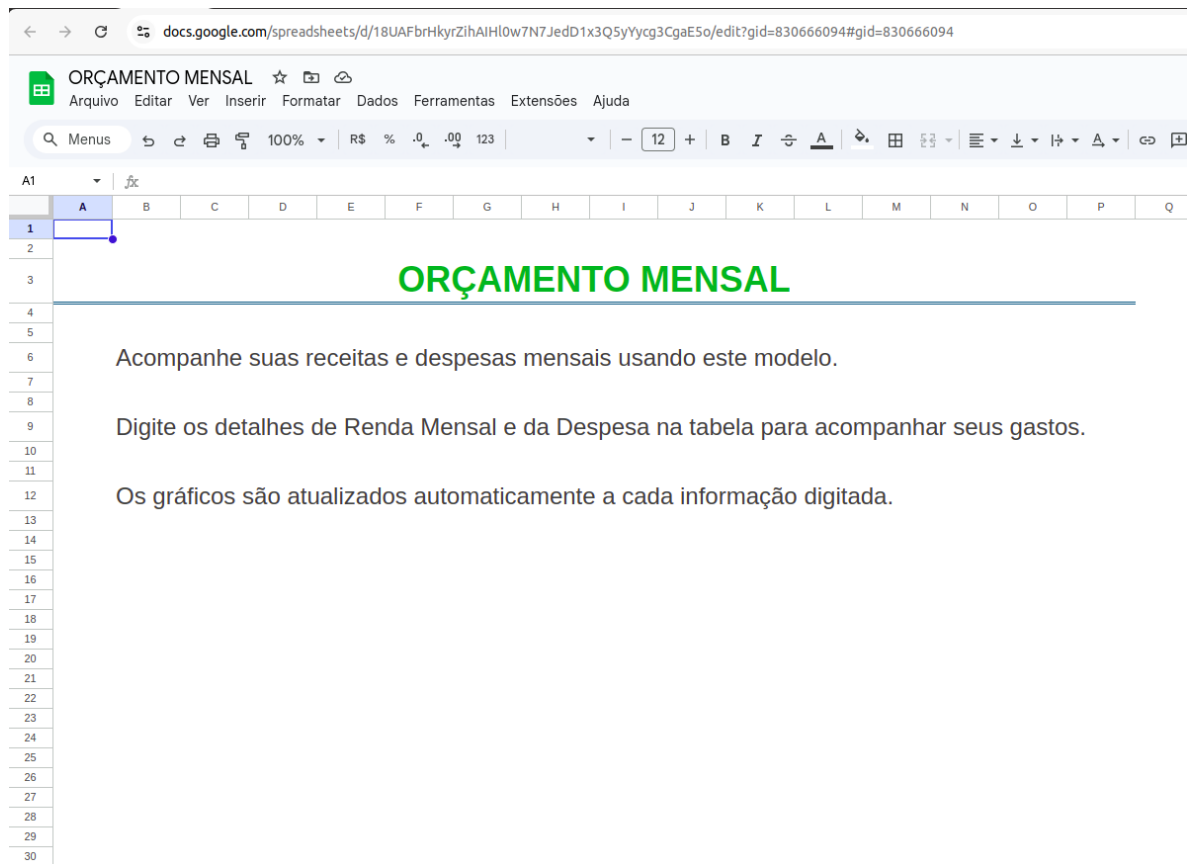 docs.google.com/spreadsheets/d/18UAFbrHkyrZihAIHl0w7N7JedD1x3Q5yYycg3CgaE5o/edit?gid=830666094#gid=830666094
ORÇAMENTO MENSAL
Arquivo Editar Ver Inserir Formatar Dados Ferramentas Extensões Ajuda
Menus 100% R$ % .0 .00 123 12 B I A A
A1 fx
A B C D E F G H I J K L M N O P Q
1
2
3 ORÇAMENTO MENSAL
4
5
6 Acompanhe suas receitas e despesas mensais usando este modelo.
7
8
9 Digite os detalhes de Renda Mensal e da Despesa na tabela para acompanhar seus gastos.
10
11
12 Os gráficos são atualizados automaticamente a cada informação digitada.
13
14
15
16
17
18
19
20
21
22
23
24
25
26
27
28
29
30